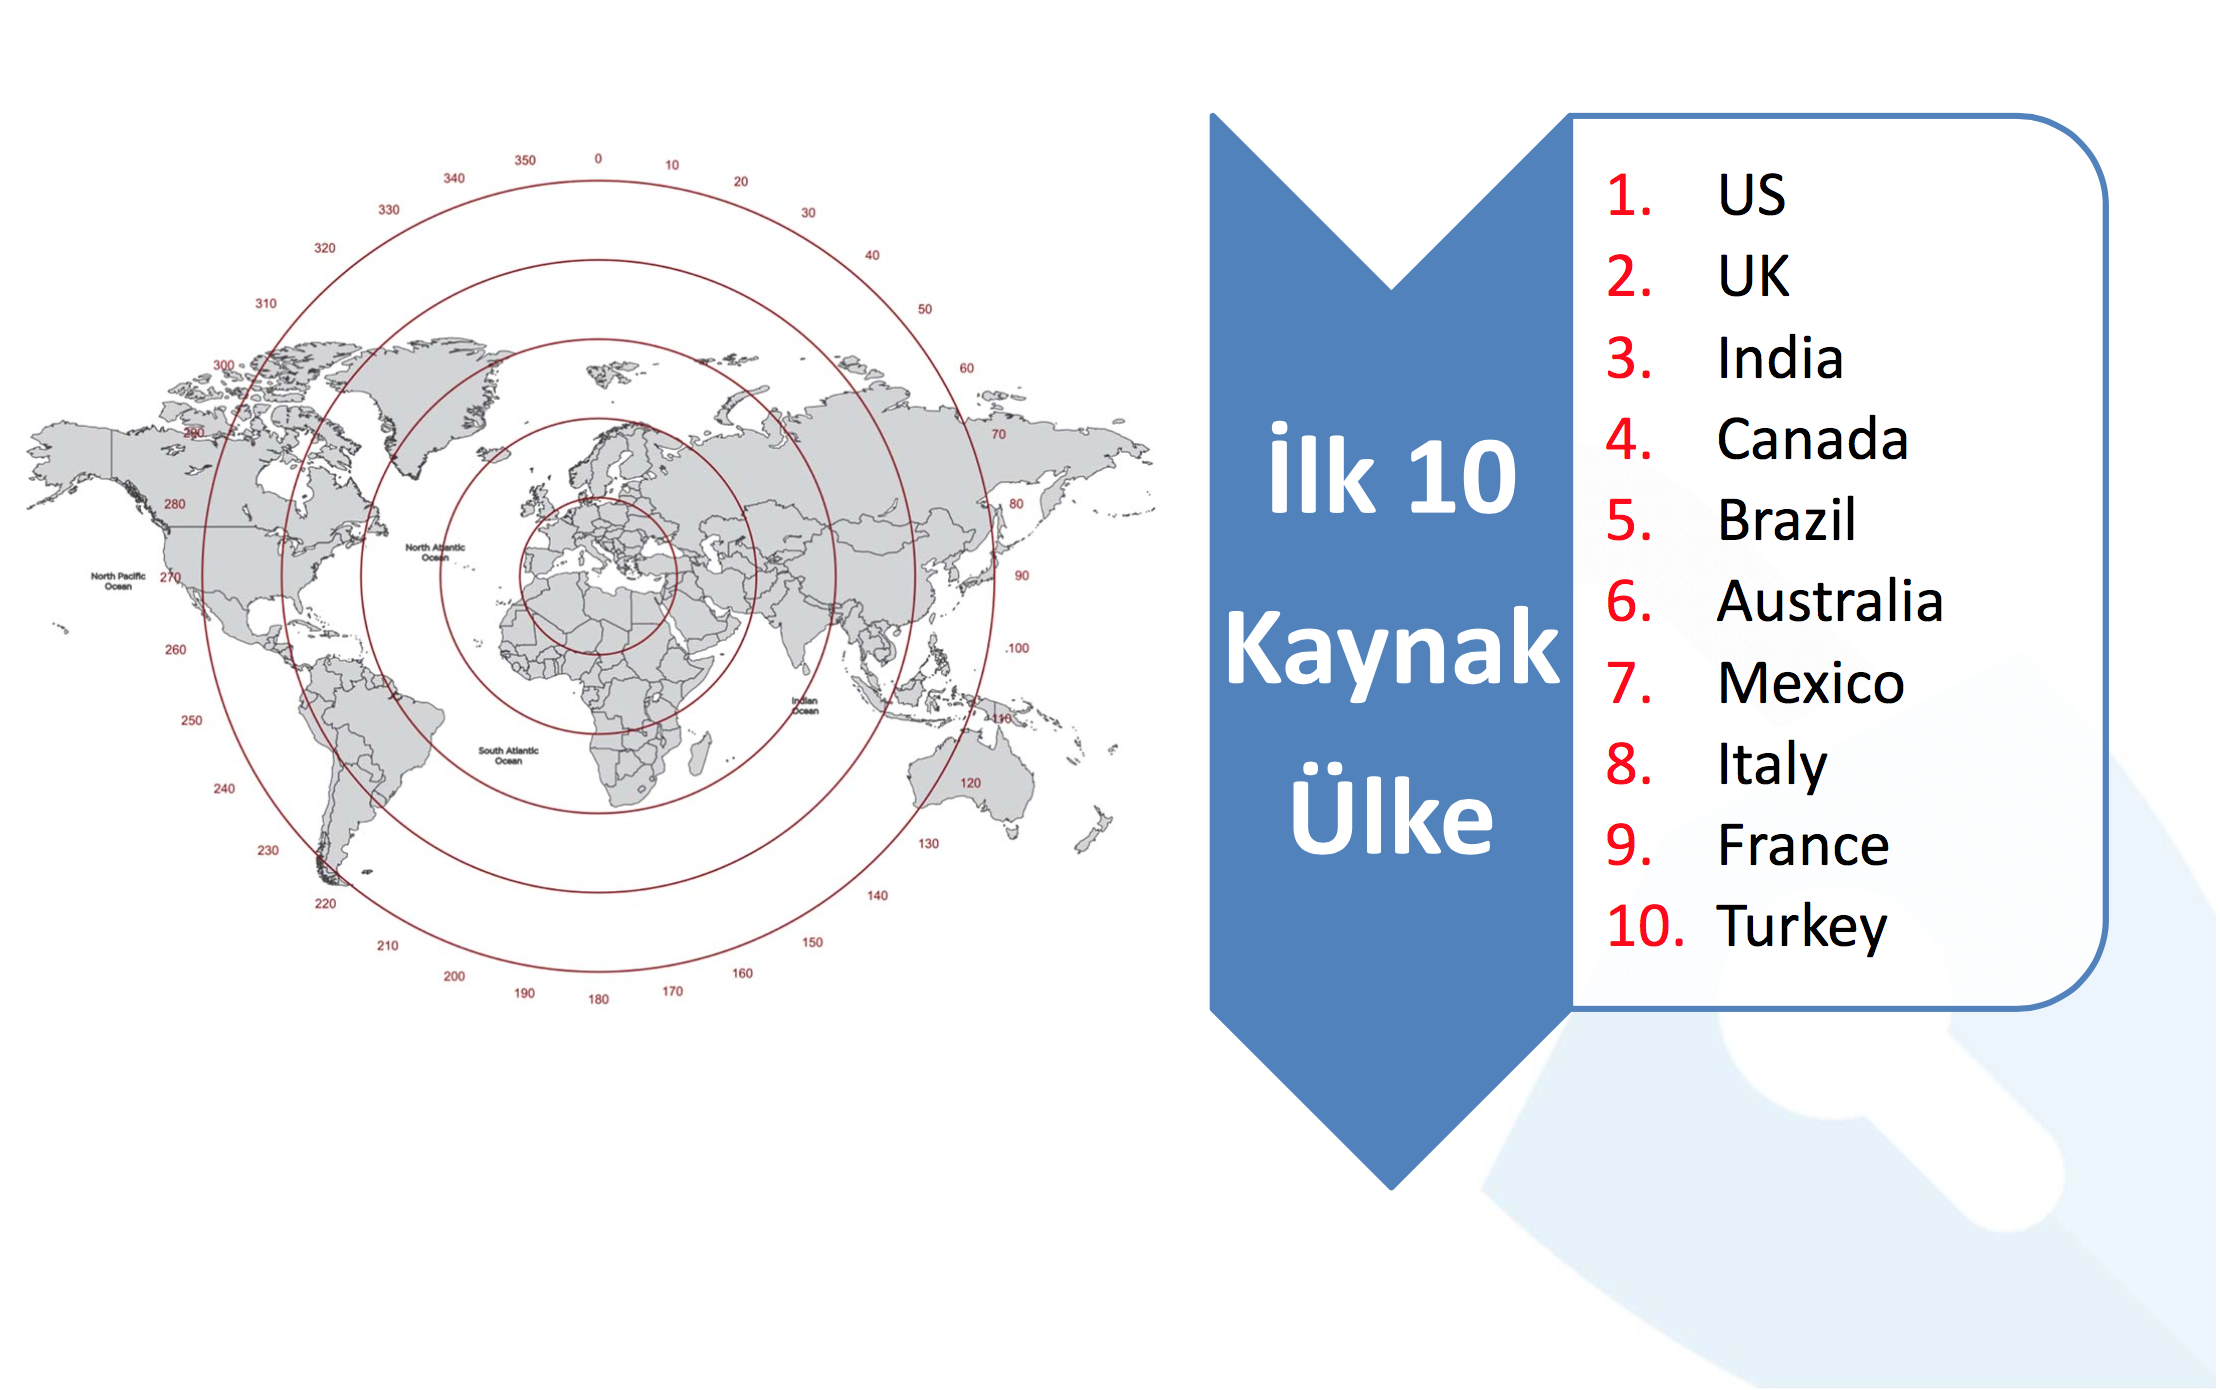 0
350
10
340
20
330
30
320
40
310
50
300
60
290
70
280
80
North Atlantic
Ocean
North Pacific
Ocean
270
90
260
100
Indian
Ocean
250
110
South Atlantic
Ocean
240
120
230
130
220
140
210
150
200
160
190
170
180
İlk 10
Kaynak
Ülke
1. US
2. UK
3. India
4. Canada
5. Brazil
6. Australia
7. Mexico
8. Italy
9. France
10. Turkey